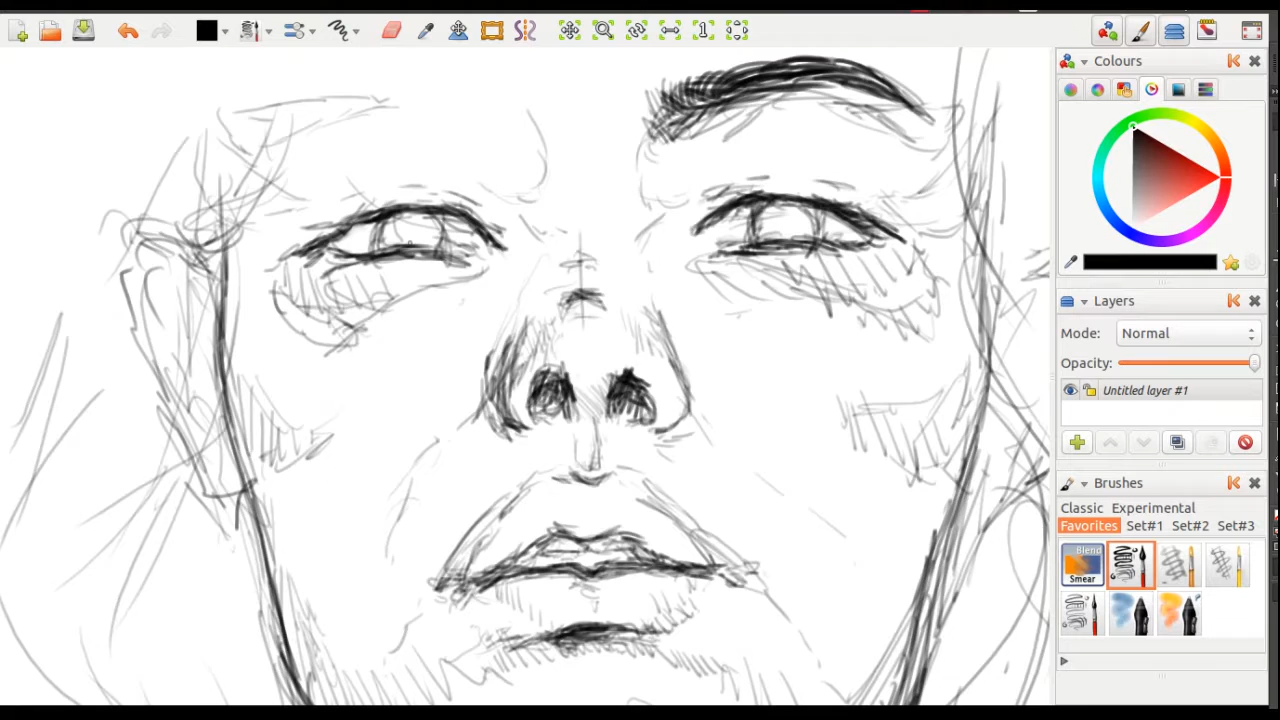 1
Colours
Layers
Mode: Normal
Opacity:
Untitled layer #1
Brushes
Classic Experimental
Favorites Set#1 Set#2 Set#3
Blend
Smear